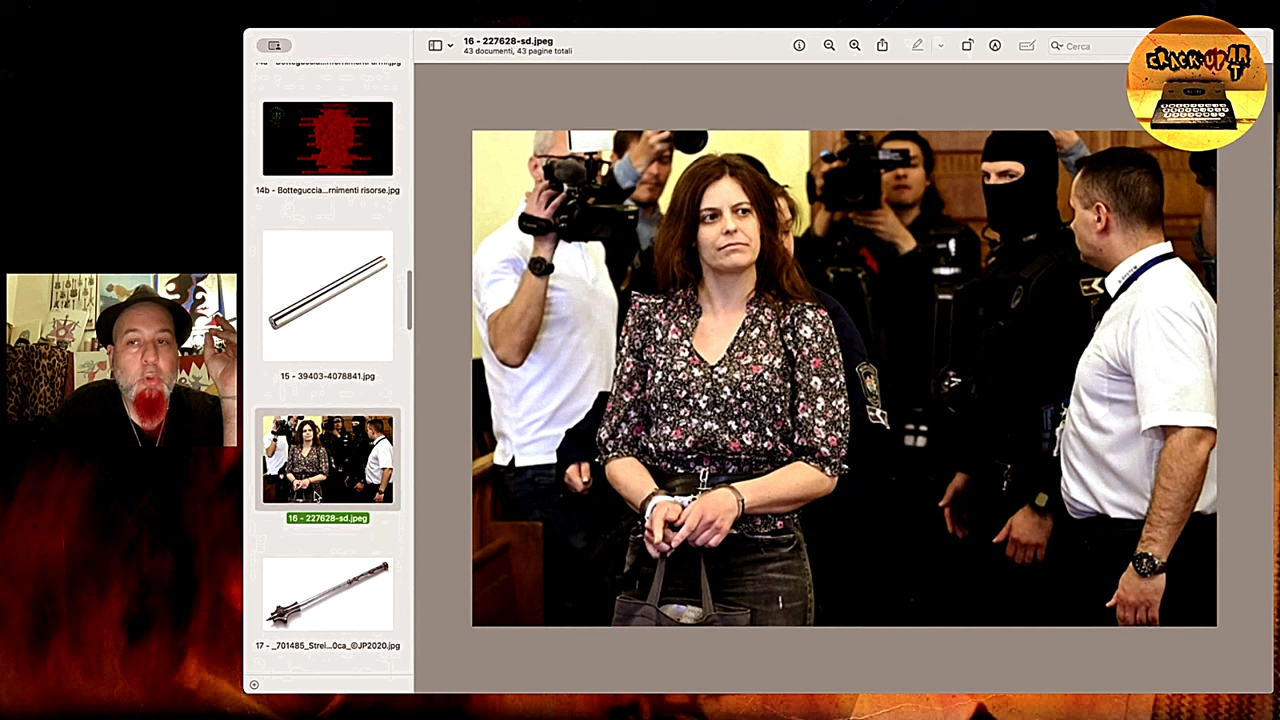 16 - 227628-sd.jpeg
43 documenti, 43 pagine totali
Cerca
CRACK-UP ART
14b - Botteguccia...rnimenti risorse.jpg
15 - 39403-4078841.jpg
16 - 227628-sd.jpeg
17 - _701485_Strei...0ca_©JP2020.jpg